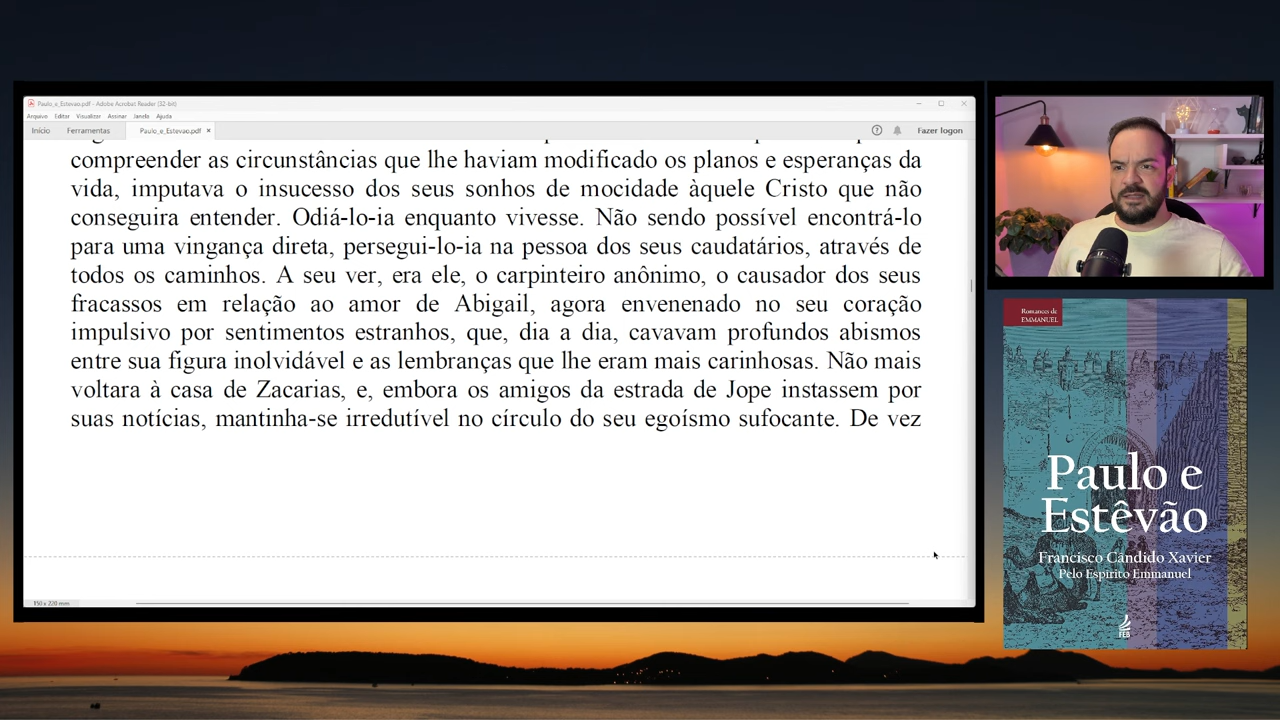 Paulo_e_Estevao.pdf - Adobe Acrobat Reader (32-bit)
Arquivo Editar Visualizar Assinar Janela Ajuda
Início Ferramentas Paulo_e_Estevao.pdf × Fazer logon
compreender as circunstâncias que lhe haviam modificado os planos e esperanças da
vida, imputava o insucesso dos seus sonhos de mocidade àquele Cristo que não
conseguira entender. Odiá-lo-ia enquanto vivesse. Não sendo possível encontrá-lo
para uma vingança direta, persegui-lo-ia na pessoa dos seus caudatários, através de
todos os caminhos. A seu ver, era ele, o carpinteiro anônimo, o causador dos seus
fracassos em relação ao amor de Abigail, agora envenenado no seu coração
impulsivo por sentimentos estranhos, que, dia a dia, cavavam profundos abismos
entre sua figura inolvidável e as lembranças que lhe eram mais carinhosas. Não mais
voltara à casa de Zacarias, e, embora os amigos da estrada de Jope instassem por
suas notícias, mantinha-se irredutível no círculo do seu egoísmo sufocante. De vez
150 x 220 mm
Romances de
EMMANUEL
Paulo e
Estêvão
Francisco Cândido Xavier
Pelo Espírito Emmanuel
FEB